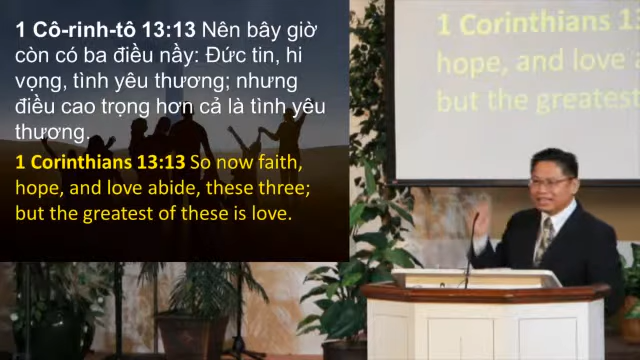 1 Cô-rinh-tô 13:13 Nên bây giờ
còn có ba điều nầy: Đức tin, hi
vọng, tình yêu thương; nhưng
điều cao trọng hơn cả là tình yêu
thương.
1 Corinthians 13:13 So now faith,
hope, and love abide, these three;
but the greatest of these is love.
1 Corinthians 1
hope, and love
but the greatest